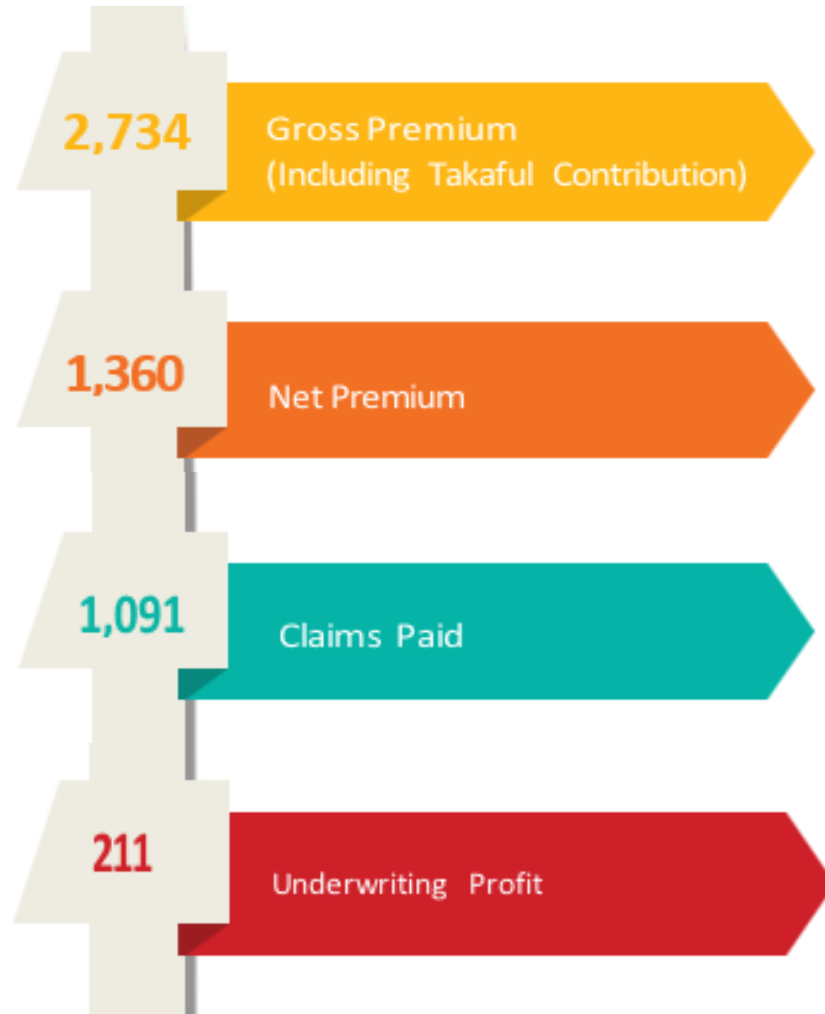 2,734
Gross Premium
(Including Takaful Contribution)
1,360
Net Premium
1,091
Claims Paid
211
Underwriting Profit